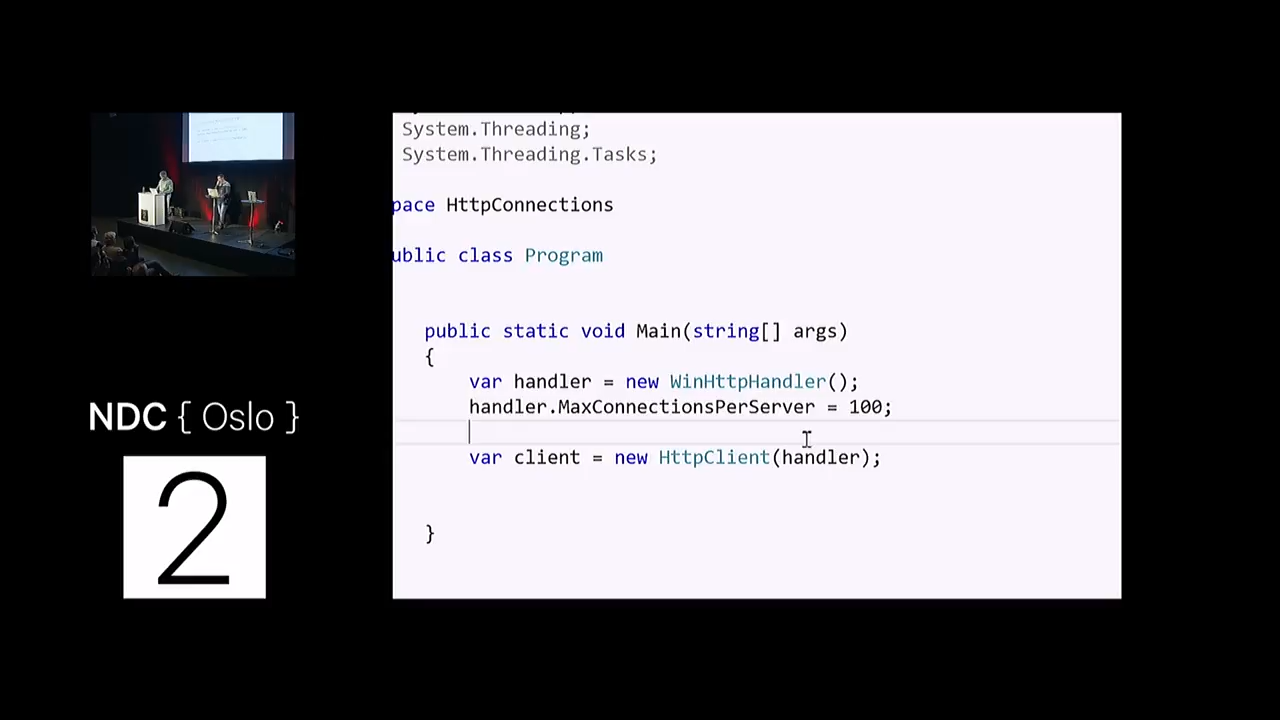 System.Threading;
System.Threading.Tasks;
pace HttpConnections
ublic class Program
public static void Main(string[] args)
{
var handler = new WinHttpHandler();
handler.MaxConnectionsPerServer = 100;
var client = new HttpClient(handler);
}
NDC { Oslo }
2